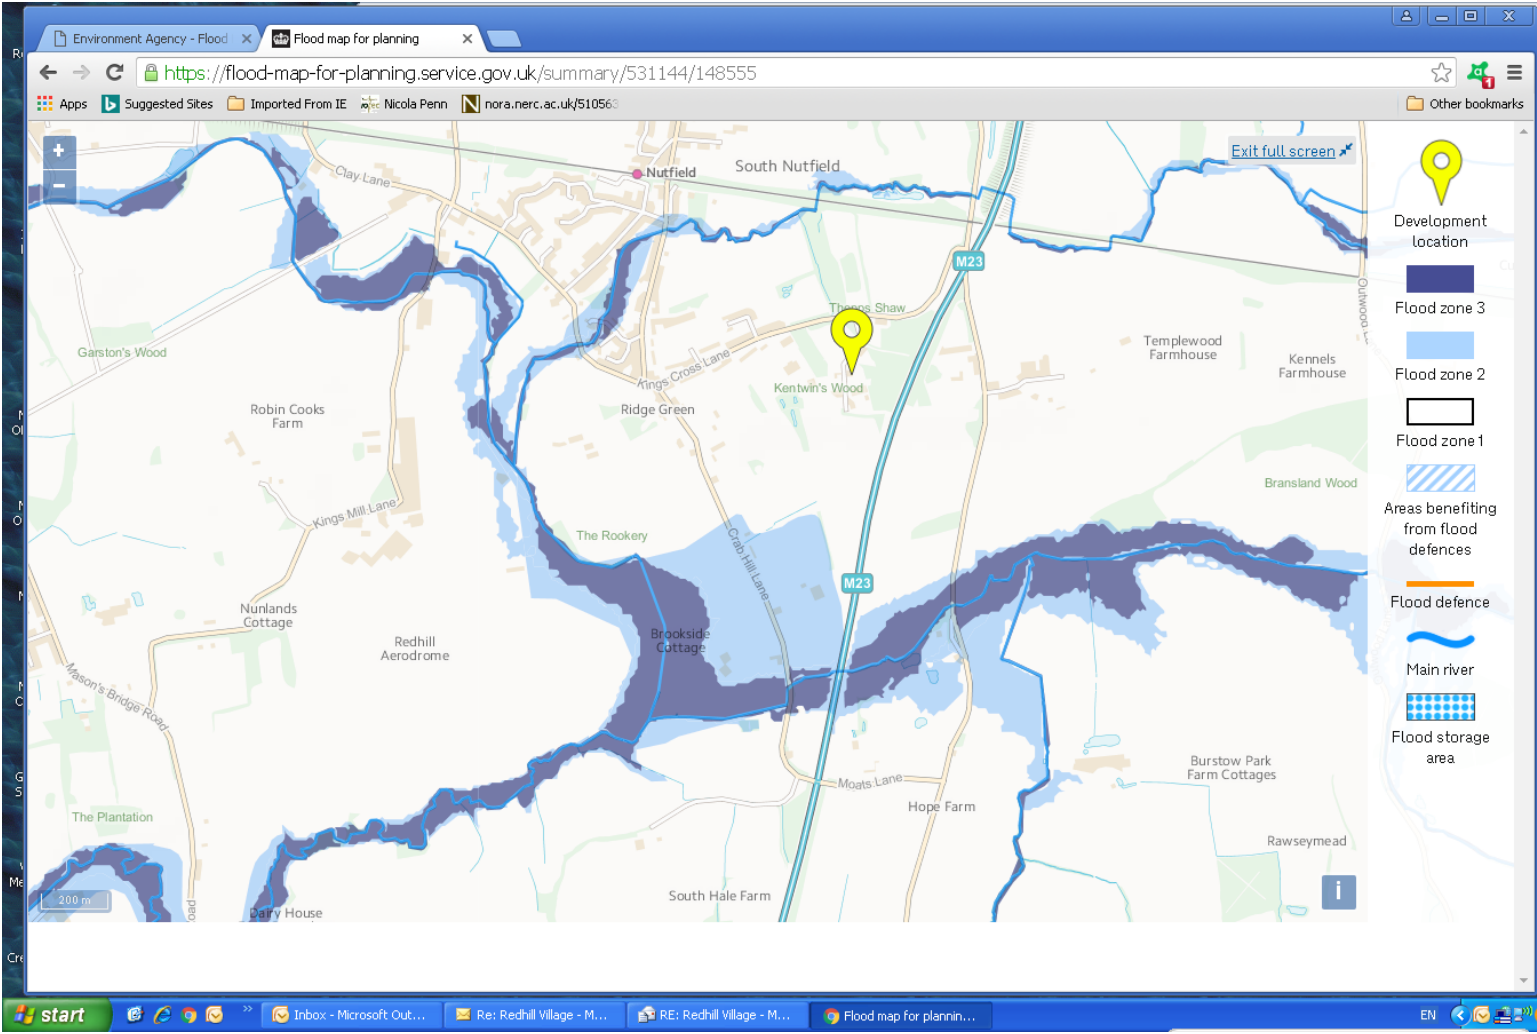 Environment Agency - Flood
Flood map for planning
https://flood-map-for-planning.service.gov.uk/summary/531144/148555
Apps
Suggested Sites
Imported From IE
Nicola Penn
nora.nerc.ac.uk/510563
Other bookmarks
+
-
Exit full screen
South Nutfield
Nutfield
Clay Lane
M23
Thepps Shaw
Garston's Wood
Kings Cross Lane
Kentwin's Wood
Templewood
Farmhouse
Kennels
Farmhouse
Robin Cooks
Farm
Ridge Green
Bransland Wood
Kings Mill Lane
The Rookery
Crab Hill Lane
M23
Nunlands
Cottage
Redhill
Aerodrome
Brookside
Cottage
Mason's Bridge Road
Moats Lane
Burstow Park
Farm Cottages
Hope Farm
The Plantation
Rawseymead
South Hale Farm
200 m
Dairy House
i
Development
location
Flood zone 3
Flood zone 2
Flood zone 1
Areas benefiting
from flood
defences
Flood defence
Main river
Flood storage
area
start
Inbox - Microsoft Out...
Re: Redhill Village - M...
RE: Redhill Village - M...
Flood map for plannin...
EN